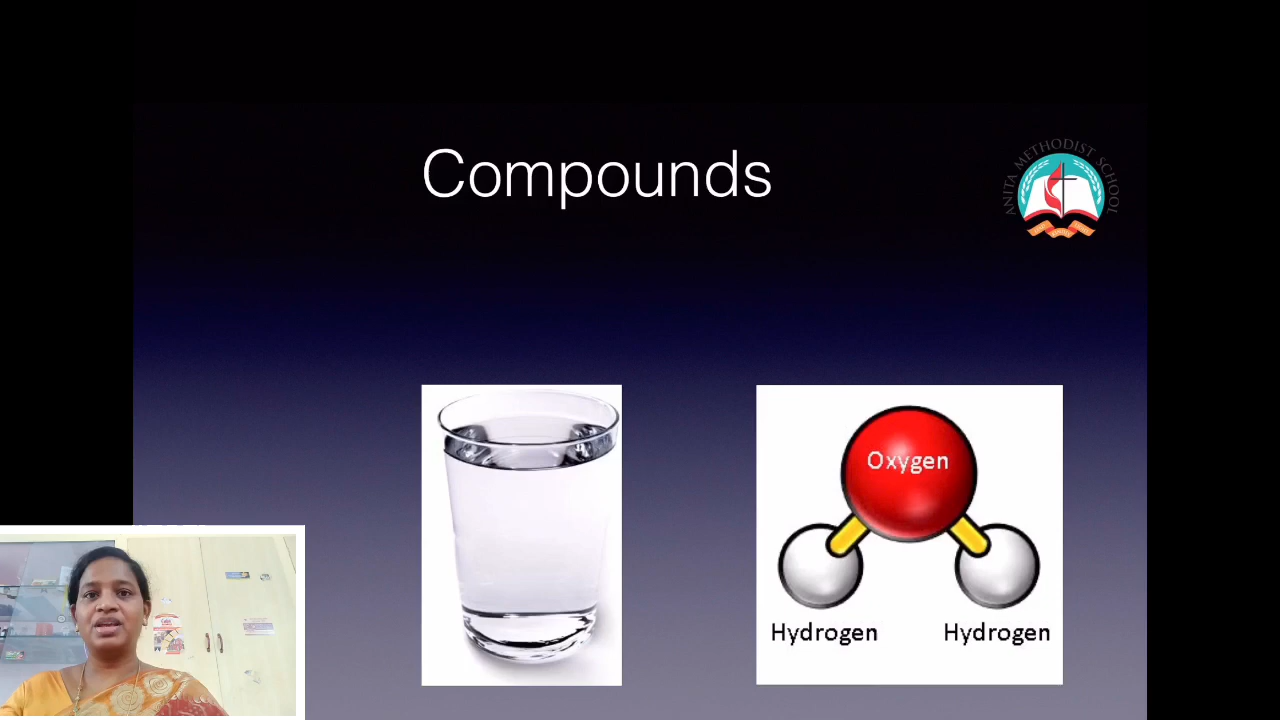 Compounds
ANITA METHODIST SCHOOL
Oxygen
Hydrogen
Hydrogen